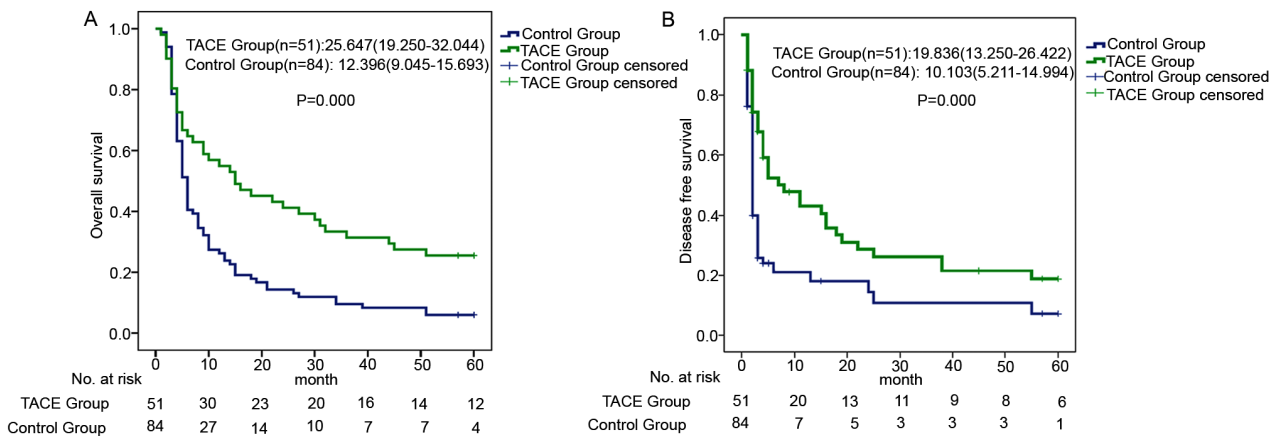 A
TACE Group(n=51):25.647(19.250-32.044)
Control Group(n=84): 12.396(9.045-15.693)
P=0.000
Control Group
TACE Group
Control Group censored
TACE Group censored
Overall survival
1.0
0.8
0.6
0.4
0.2
0.0
0 10 20 30 40 50 60
month
No. at risk
TACE Group 51 30 23 20 16 14 12
Control Group 84 27 14 10 7 7 4
B
TACE Group(n=51):19.836(13.250-26.422)
Control Group(n=84): 10.103(5.211-14.994)
P=0.000
Control Group
TACE Group
Control Group censored
TACE Group censored
Disease free survival
1.0
0.8
0.6
0.4
0.2
0.0
0 10 20 30 40 50 60
month
No. at risk
TACE Group 51 20 13 11 9 8 6
Control Group 84 7 5 3 3 3 1